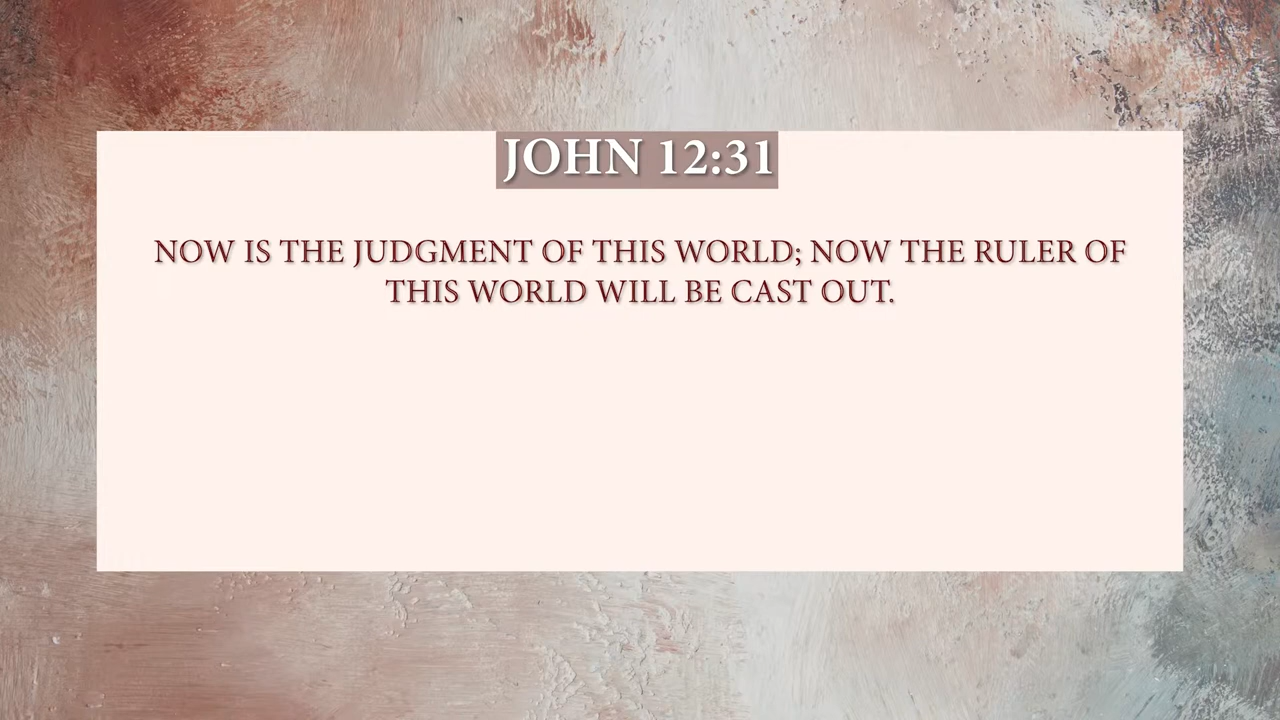 JOHN 12:31
NOW IS THE JUDGMENT OF THIS WORLD; NOW THE RULER OF
THIS WORLD WILL BE CAST OUT.